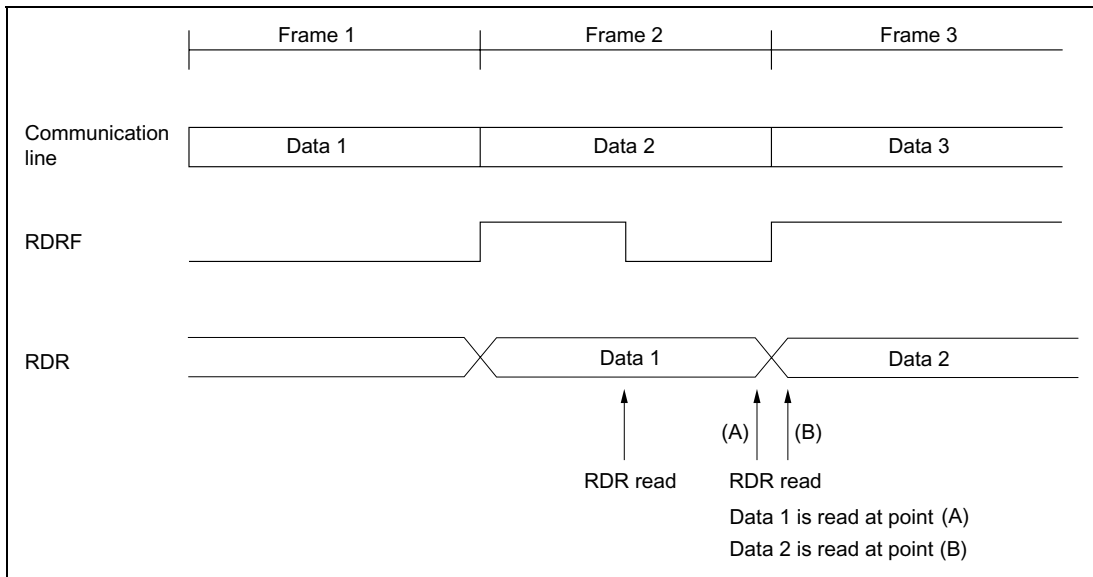 Frame 1
Frame 2
Frame 3
Communication
line
Data 1
Data 2
Data 3
RDRF
RDR
Data 1
Data 2
(A)
(B)
RDR read
RDR read
Data 1 is read at point (A)
Data 2 is read at point (B)